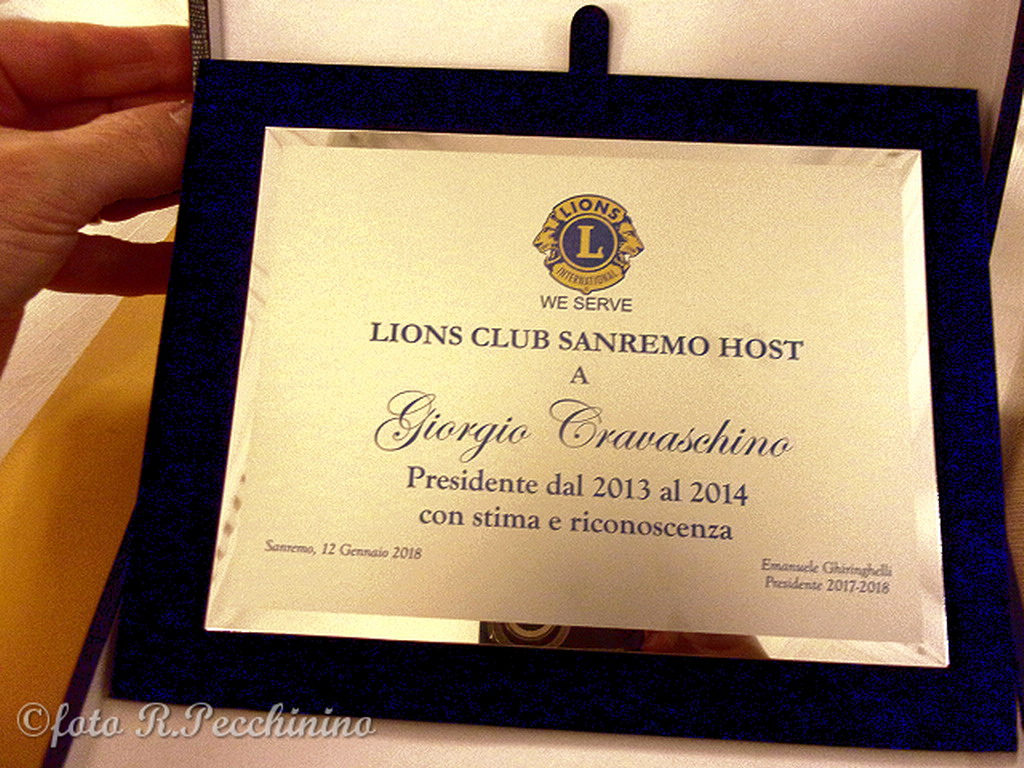 LIONS
L
INTERNATIONAL
WE SERVE
LIONS CLUB SANREMO HOST
A
Giorgio Cravaschino
Presidente dal 2013 al 2014
con stima e riconoscenza
Sanremo, 12 Gennaio 2018
Emanuele Ghiringhelli
Presidente 2017-2018
©foto R.Pecchinino